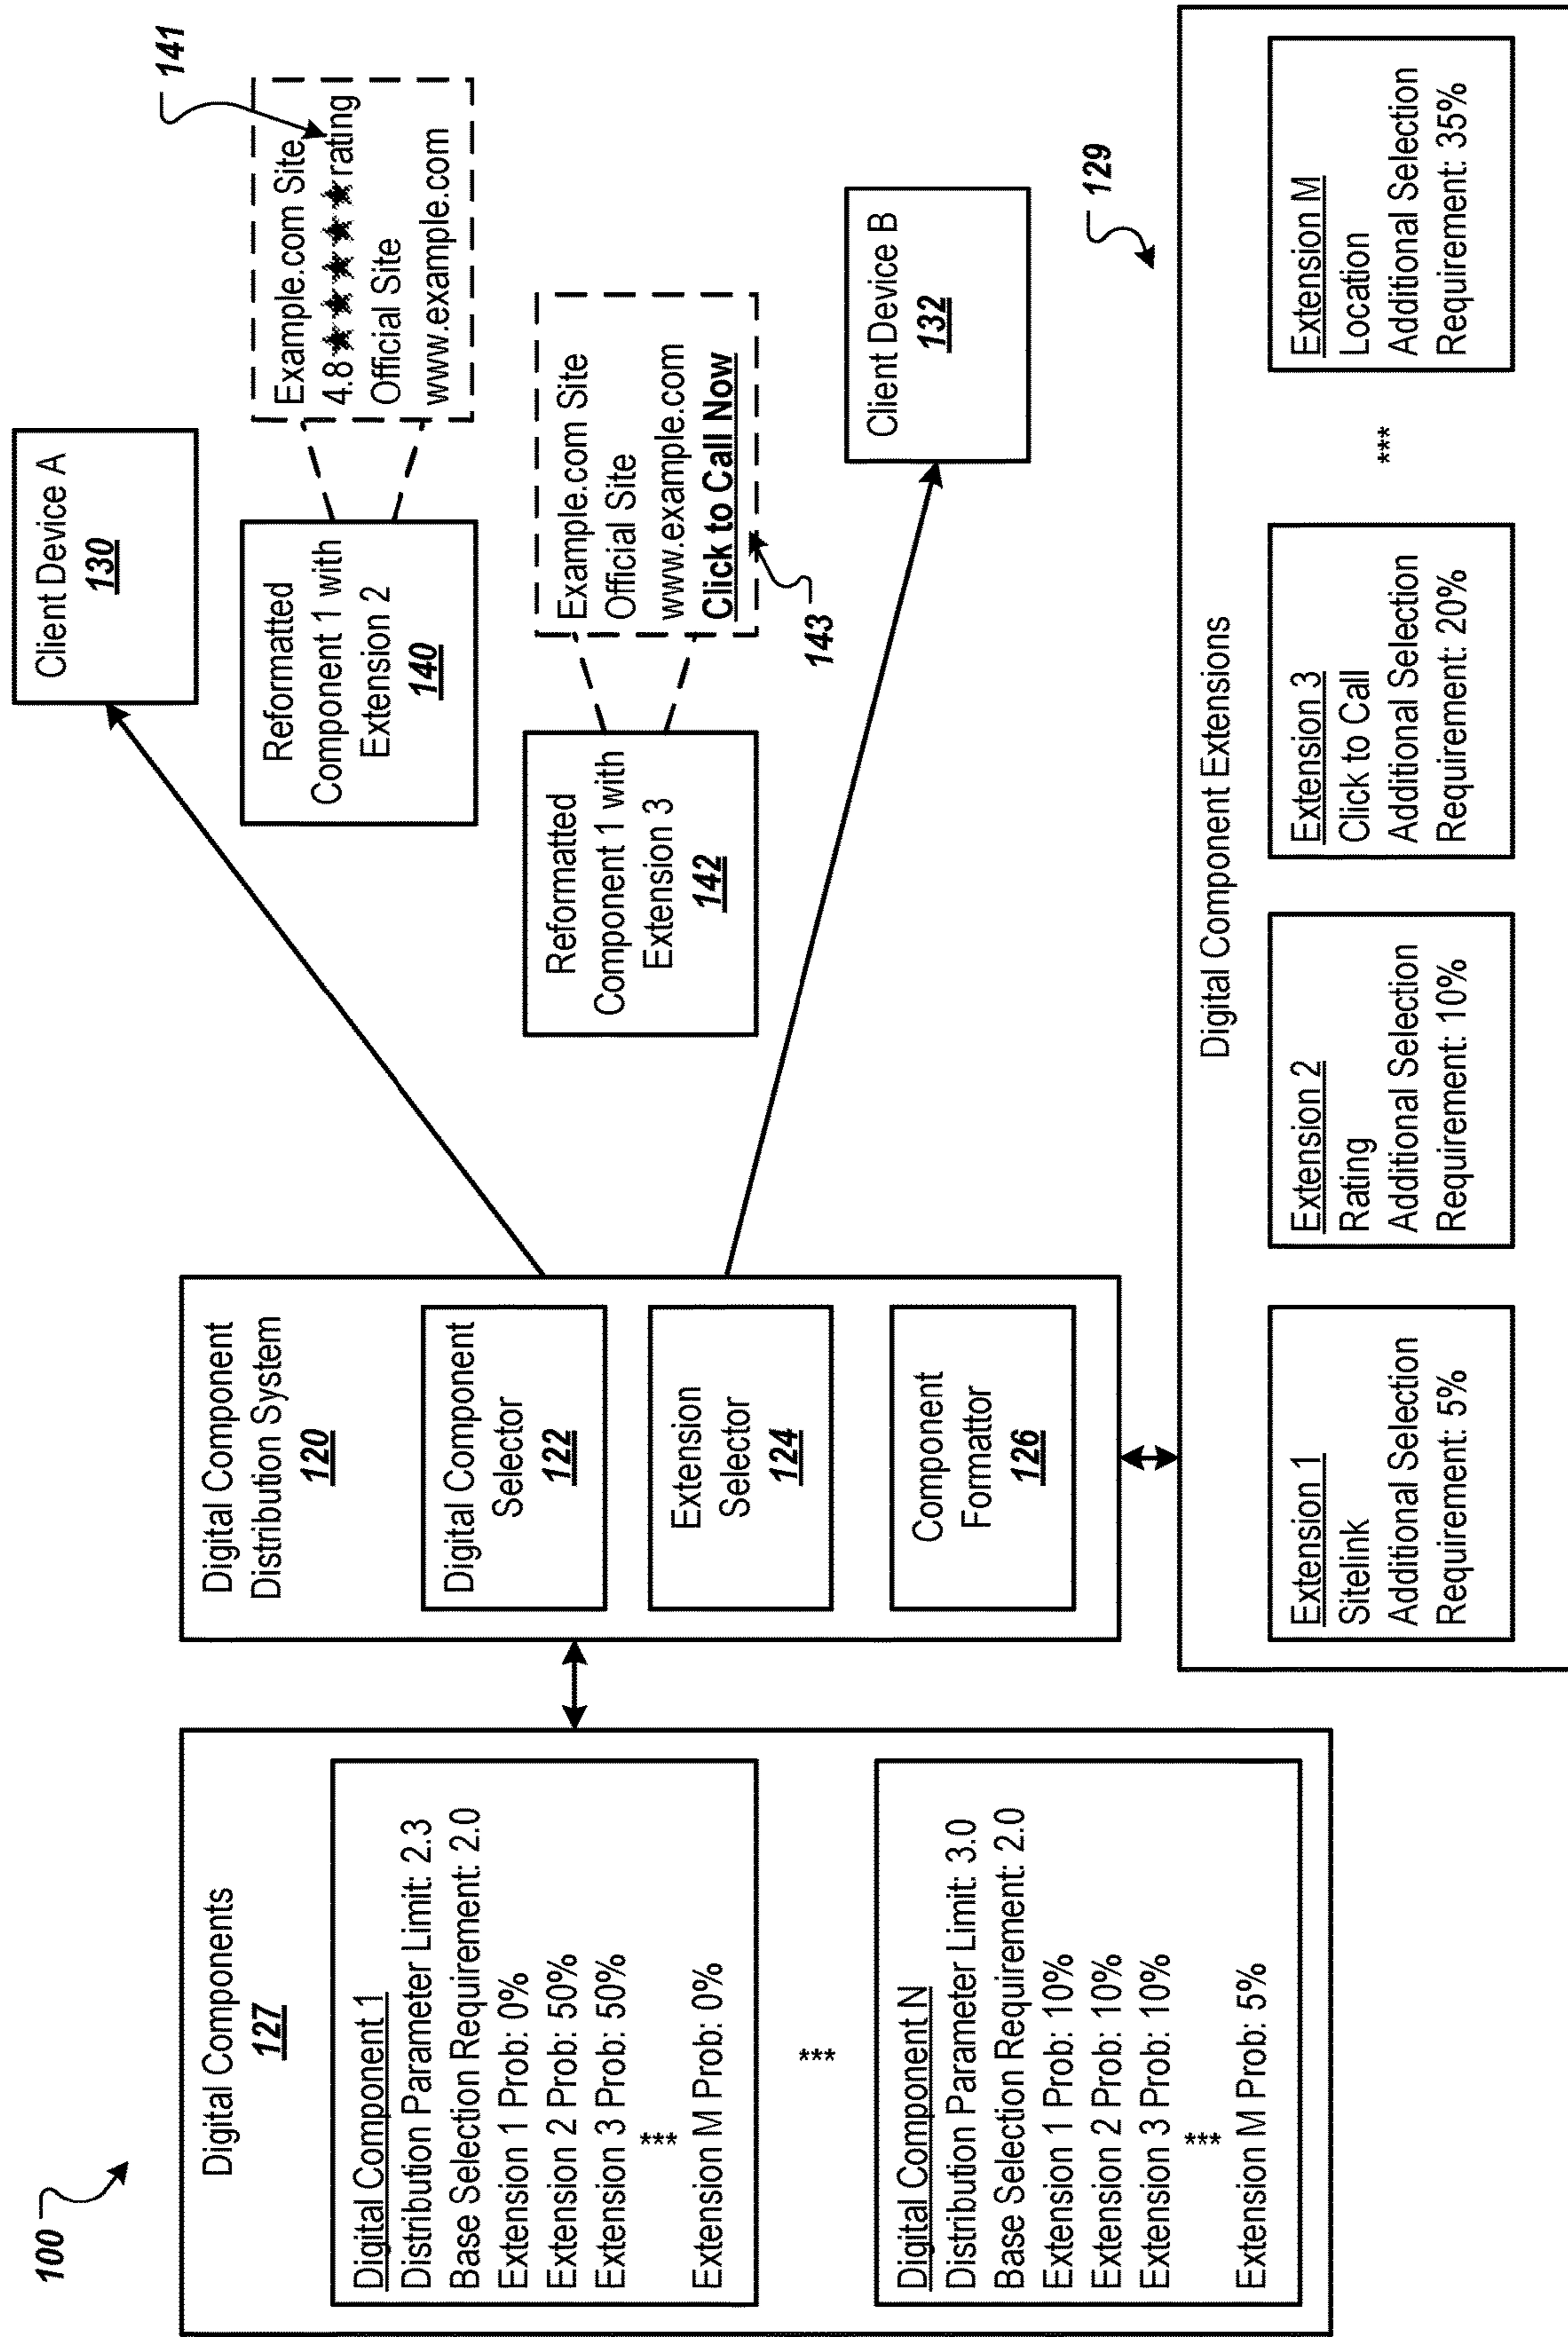 100
Digital Components
127
Digital Component 1
Distribution Parameter Limit: 2.3
Base Selection Requirement: 2.0
Extension 1 Prob: 0%
Extension 2 Prob: 50%
Extension 3 Prob: 50%
***
Extension M Prob: 0%
***
Digital Component N
Distribution Parameter Limit: 3.0
Base Selection Requirement: 2.0
Extension 1 Prob: 10%
Extension 2 Prob: 10%
Extension 3 Prob: 10%
***
Extension M Prob: 5%
Digital Component
Distribution System
120
Digital Component
Selector
122
Extension
Selector
124
Component
Formattor
126
Client Device A
130
Reformatted
Component 1 with
Extension 2
140
Example.com Site
4.8★★★★★rating
Official Site
www.example.com
141
Reformatted
Component 1 with
Extension 3
142
Example.com Site
Official Site
www.example.com
Click to Call Now
143
Client Device B
132
129
Digital Component Extensions
Extension 1
Sitelink
Additional Selection
Requirement: 5%
Extension 2
Rating
Additional Selection
Requirement: 10%
Extension 3
Click to Call
Additional Selection
Requirement: 20%
***
Extension M
Location
Additional Selection
Requirement: 35%